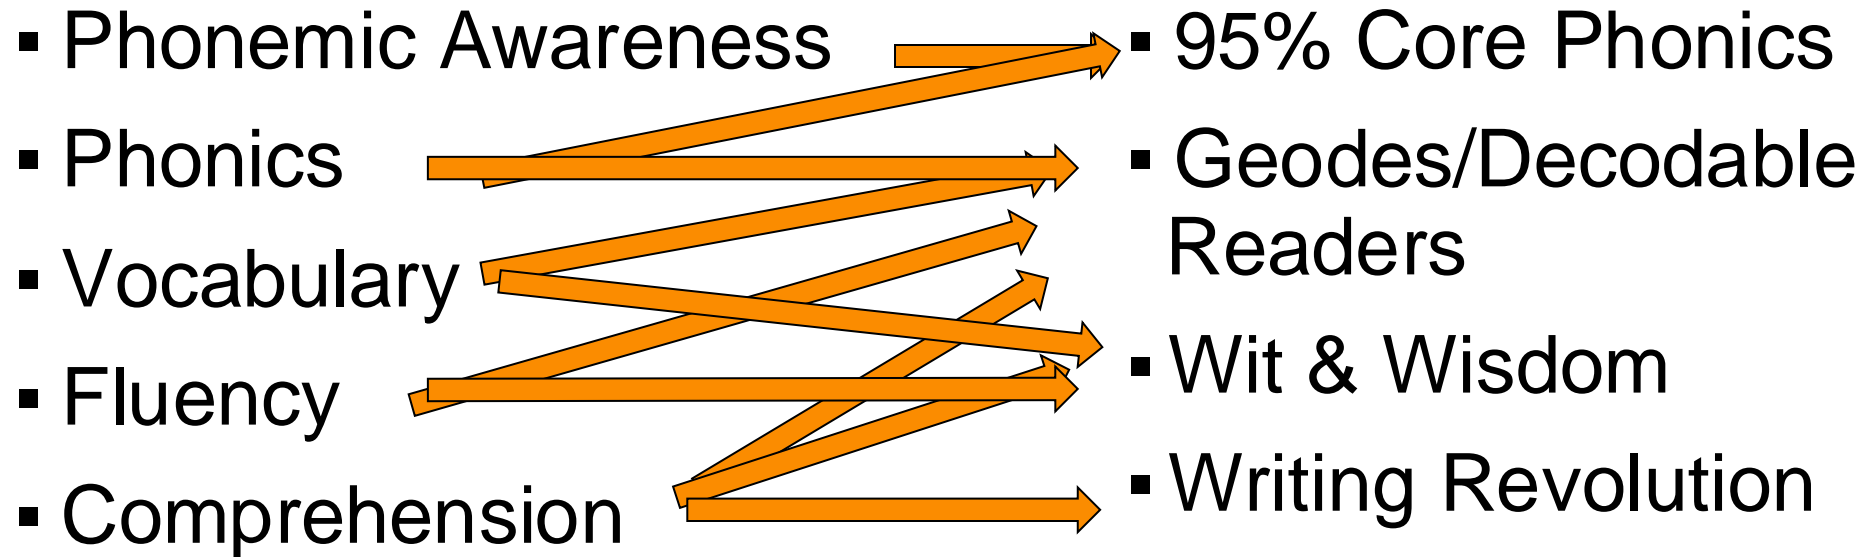 ▪ Phonemic Awareness
▪ Phonics
▪ Vocabulary
▪ Fluency
▪ Comprehension
▪ 95% Core Phonics
▪ Geodes/Decodable
Readers
▪ Wit & Wisdom
▪ Writing Revolution